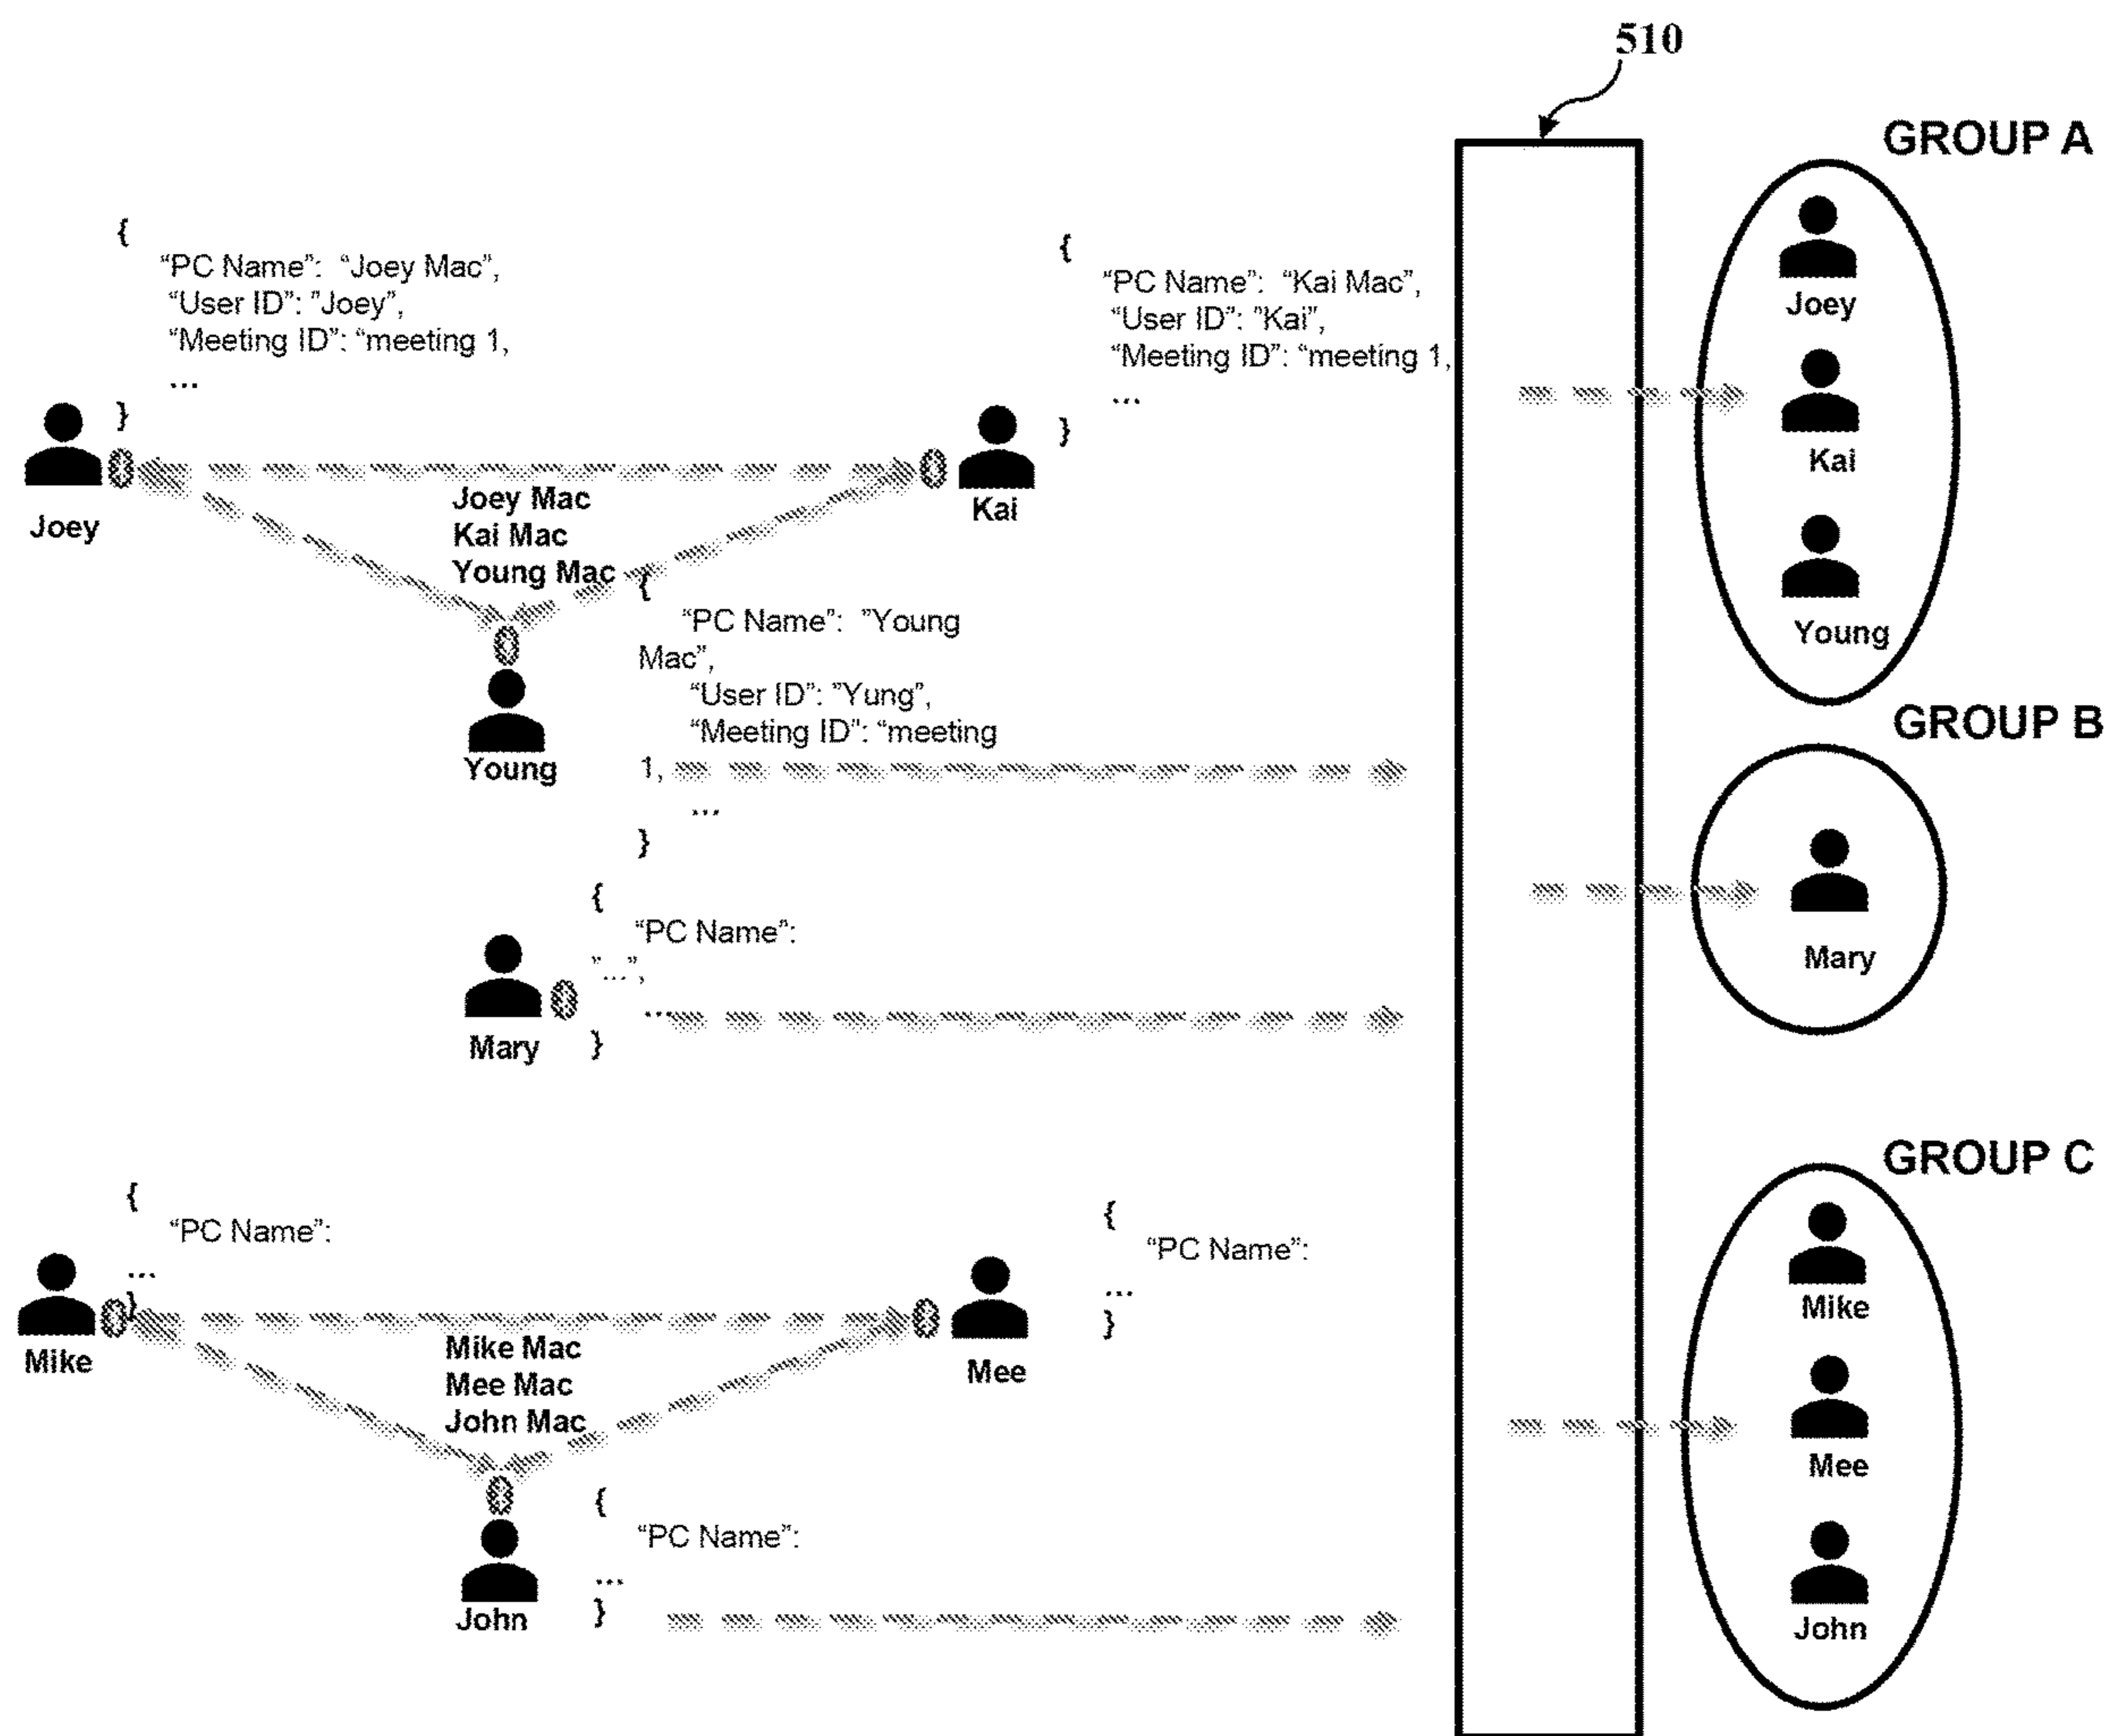 510
GROUP A
{
"PC Name": "Joey Mac",
"User ID": "Joey",
"Meeting ID": "meeting 1,
...
}
Joey
{
"PC Name": "Kai Mac",
"User ID": "Kai",
"Meeting ID": "meeting 1,
...
}
Kai
Joey Mac
Kai Mac
Young Mac
{
"PC Name": "Young
Mac",
"User ID": "Yung",
"Meeting ID": "meeting
1,
...
}
Young
Joey
Kai
Young
GROUP B
{
"PC Name":
"...",
...
}
Mary
Mary
GROUP C
{
"PC Name":
...
}
Mike
{
"PC Name":
...
}
Mee
Mike Mac
Mee Mac
John Mac
{
"PC Name":
...
}
John
Mike
Mee
John